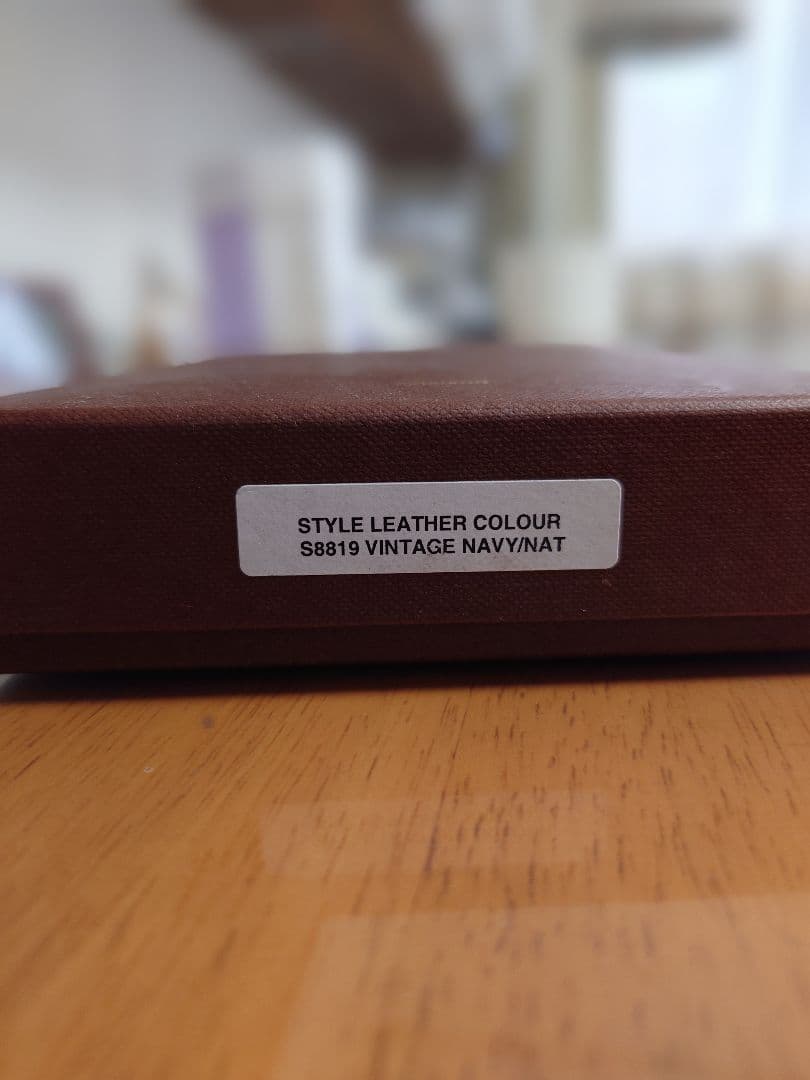 STYLE LEATHER COLOUR
S8819 VINTAGE NAVY/NAT